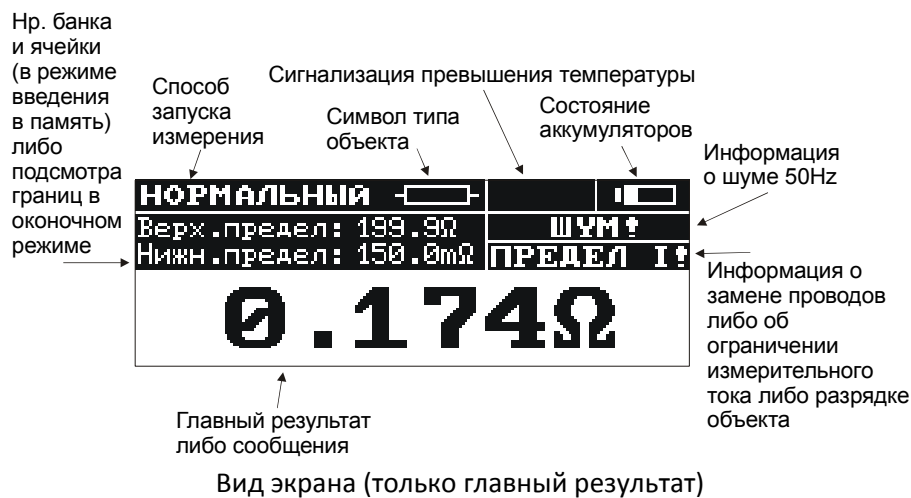 Нр. банка
и ячейки
(в режиме
введения
в память)
либо
подсмотра
границ в
оконочном
режиме
Способ
запуска
измерения
Символ типа
объекта
Сигнализация превышения температуры
Состояние
аккумуляторов
Информация
о шуме 50Hz
НОРМАЛЬНЫЙ
Верх.предел: 199.9Ω
Нижн.предел: 150.0mΩ
ШУМ!
ПРЕДЕЛ I!
0.174Ω
Информация о
замене проводов
либо об
ограничении
измерительного
тока либо разрядке
объекта
Главный результат
либо сообщения
Вид экрана (только главный результат)